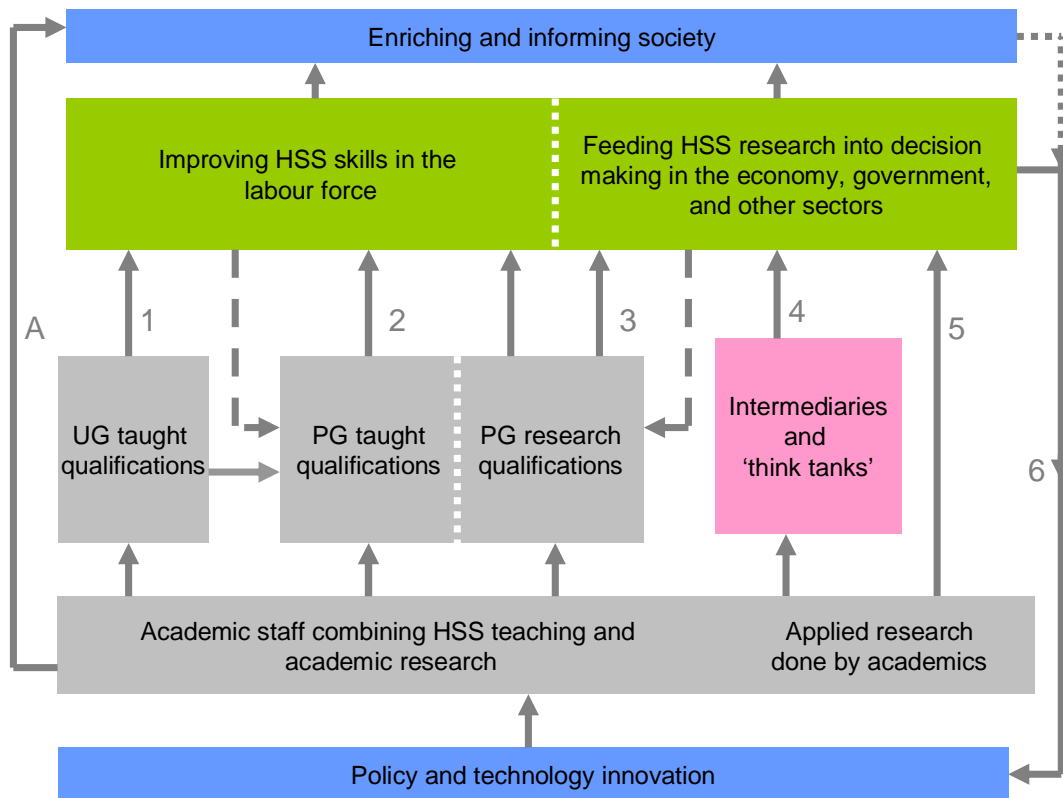 Enriching and informing society
Improving HSS skills in the
labour force
Feeding HSS research into decision
making in the economy, government,
and other sectors
A
1
2
3
4
5
6
UG taught
qualifications
PG taught
qualifications
PG research
qualifications
Intermediaries
and
‘think tanks’
Academic staff combining HSS teaching and
academic research
Applied research
done by academics
Policy and technology innovation